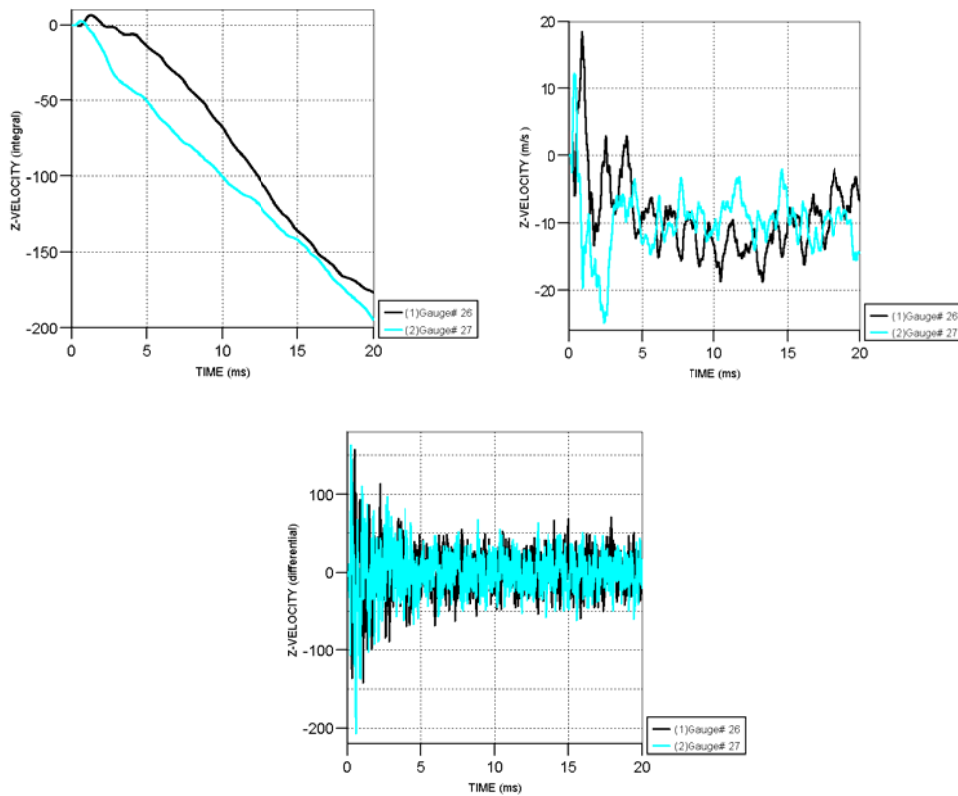 Z-VELOCITY (integral)
0
-50
-100
-150
-200
0 5 10 15 20
TIME (ms)
(1)Gauge# 26
(2)Gauge# 27
Z-VELOCITY (m/s )
20
10
0
-10
-20
0 5 10 15 20
TIME (ms)
(1)Gauge# 26
(2)Gauge# 27
Z-VELOCITY (differential)
100
0
-100
-200
0 5 10 15 20
TIME (ms)
(1)Gauge# 26
(2)Gauge# 27